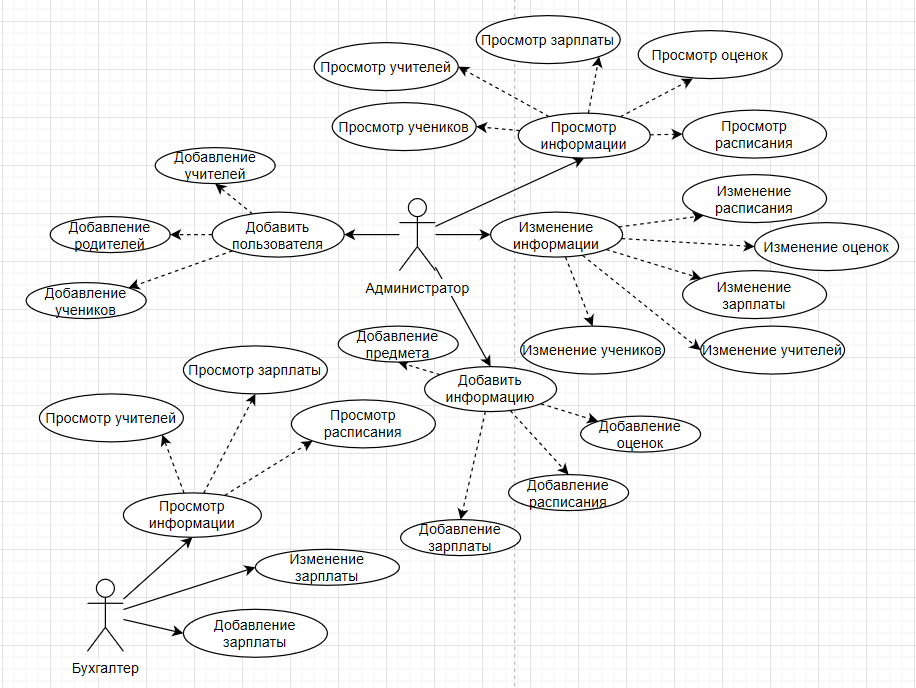 Просмотр зарплаты
Просмотр оценок
Просмотр учителей
Просмотр учеников
Просмотр
информации
Просмотр
расписания
Добавление
учителей
Изменение
расписания
Добавление
родителей
Добавить
пользователя
Изменение
информации
Изменение оценок
Администратор
Добавление
учеников
Изменение
зарплаты
Добавление
предмета
Изменение учеников
Изменение учителей
Просмотр зарплаты
Добавить
информацию
Просмотр учителей
Просмотр
расписания
Добавление
оценок
Добавление
расписания
Просмотр
информации
Добавление
зарплаты
Изменение
зарплаты
Добавление
зарплаты
Бухгалтер